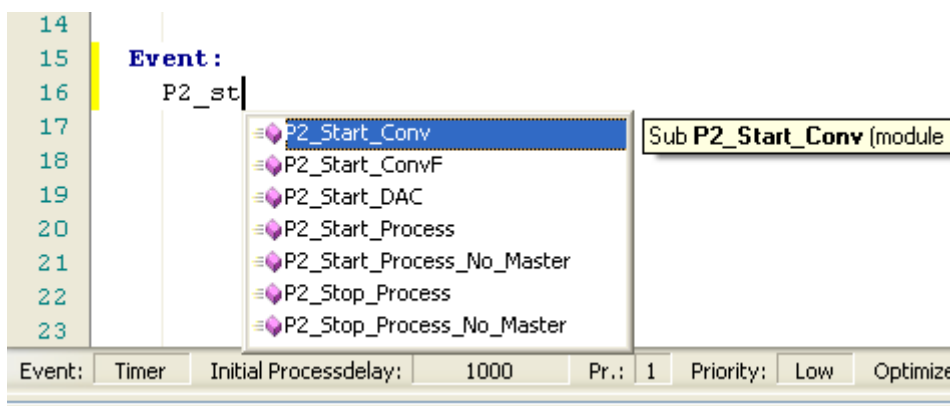 14
15 Event:
16 P2_st
17 P2_Start_Conv Sub P2_Start_Conv (module
18 P2_Start_ConvF
19 P2_Start_DAC
20 P2_Start_Process
21 P2_Start_Process_No_Master
22 P2_Stop_Process
23 P2_Stop_Process_No_Master
Event: Timer Initial Processdelay: 1000 Pr.: 1 Priority: Low Optimize